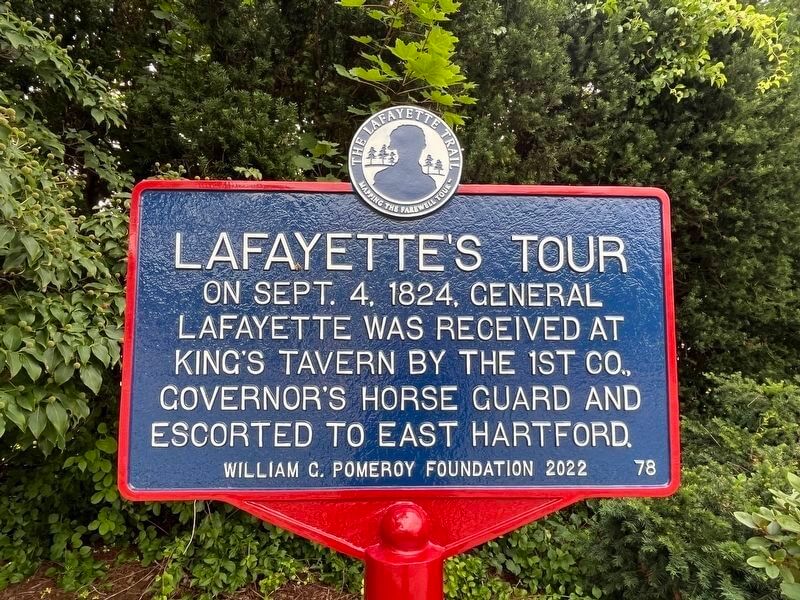 THE LAFAYETTE TRAIL
MAPPING THE FAREWELL TOUR
LAFAYETTE'S TOUR
ON SEPT. 4, 1824, GENERAL
LAFAYETTE WAS RECEIVED AT
KING'S TAVERN BY THE 1ST CO.,
GOVERNOR'S HORSE GUARD AND
ESCORTED TO EAST HARTFORD.
WILLIAM G. POMEROY FOUNDATION 2022 78